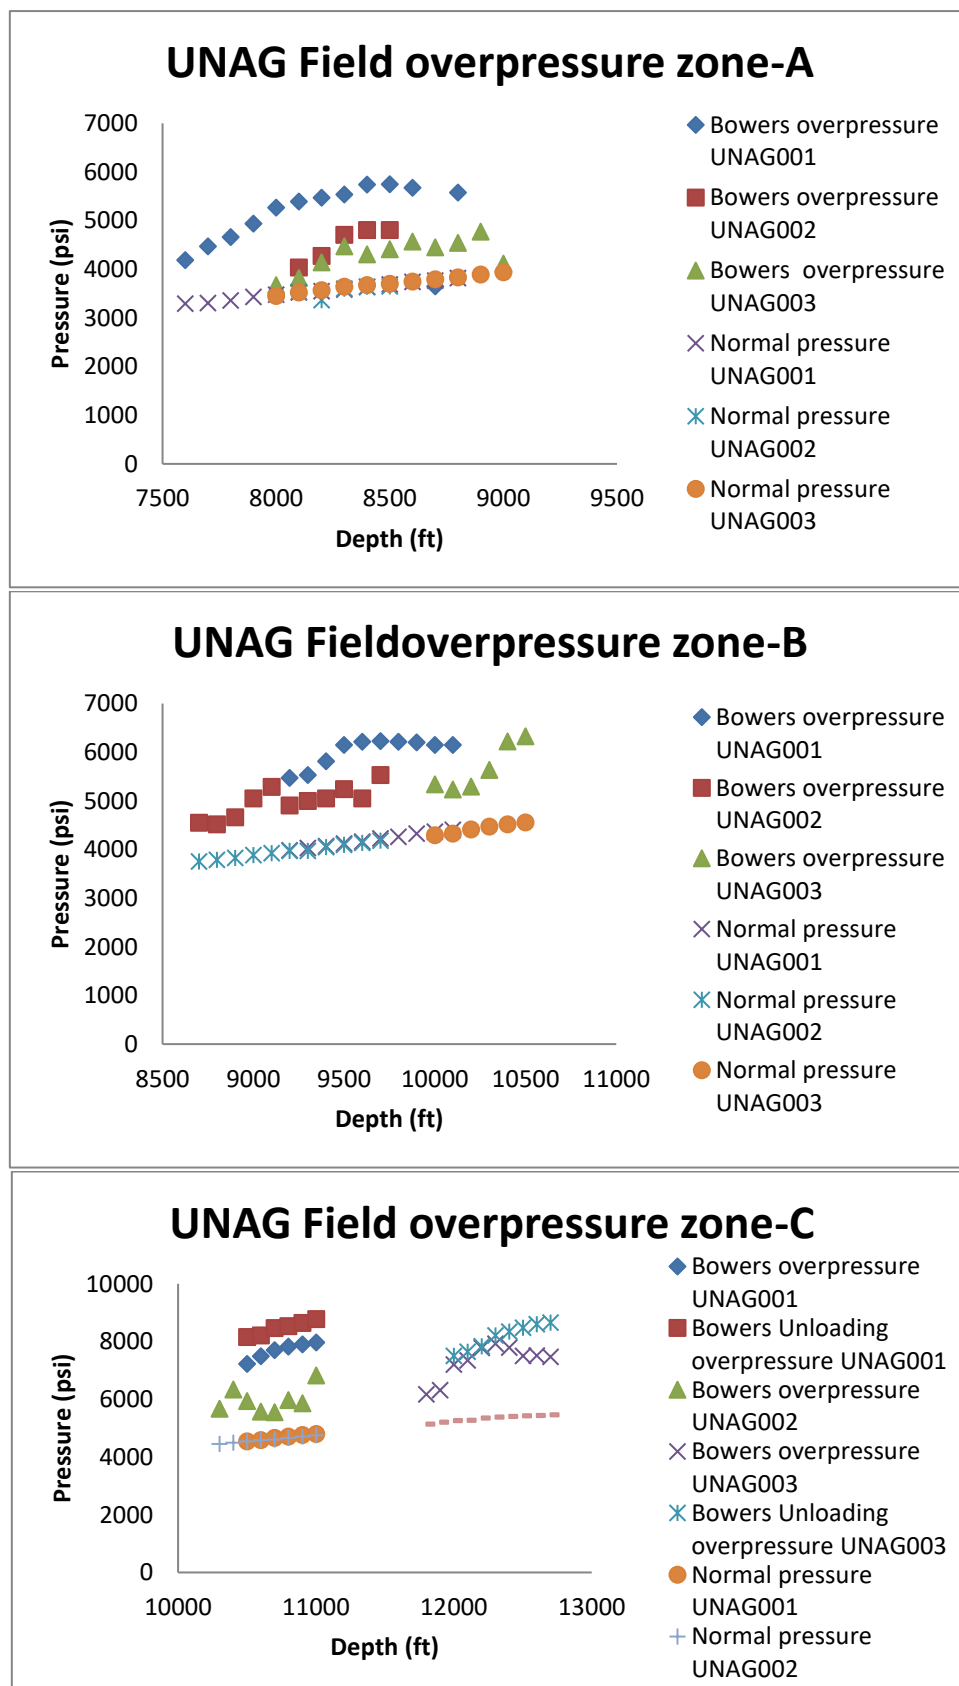 UNAG Field overpressure zone-A
7000
6000
5000
4000
3000
2000
1000
0
Pressure (psi)
7500 8000 8500 9000 9500
Depth (ft)
Bowers overpressure
UNAG001
Bowers overpressure
UNAG002
Bowers  overpressure
UNAG003
Normal pressure
UNAG001
Normal pressure
UNAG002
Normal pressure
UNAG003
UNAG Fieldoverpressure zone-B
7000
6000
5000
4000
3000
2000
1000
0
Pressure (psi)
8500 9000 9500 10000 10500 11000
Depth (ft)
Bowers overpressure
UNAG001
Bowers overpressure
UNAG002
Bowers overpressure
UNAG003
Normal pressure
UNAG001
Normal pressure
UNAG002
Normal pressure
UNAG003
UNAG Field overpressure zone-C
10000
8000
6000
4000
2000
0
Pressure (psi)
10000 11000 12000 13000
Depth (ft)
Bowers overpressure
UNAG001
Bowers Unloading
overpressure UNAG001
Bowers overpressure
UNAG002
Bowers overpressure
UNAG003
Bowers Unloading
overpressure UNAG003
Normal pressure
UNAG001
Normal pressure
UNAG002